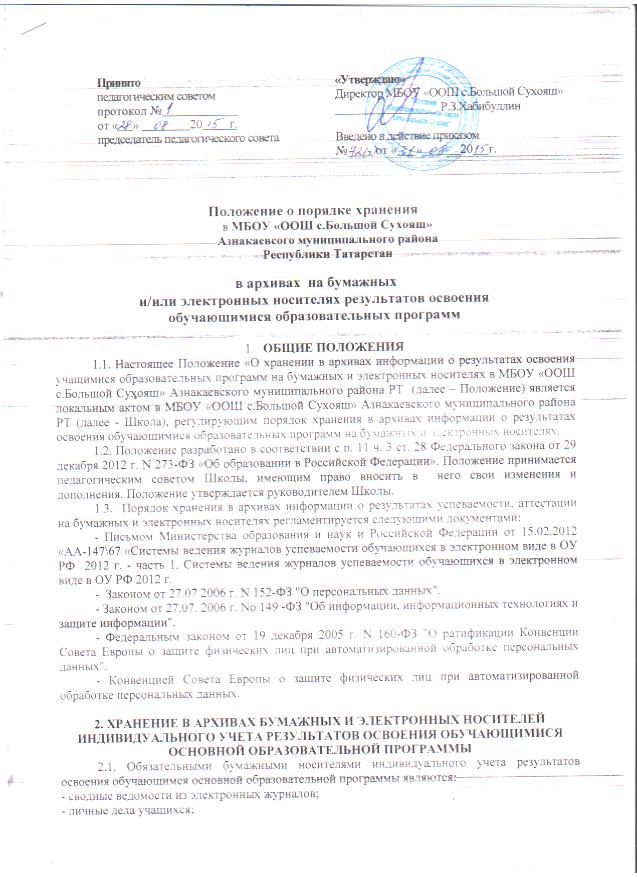 Принято
педагогическим советом
протокол № 1
от «28» 08 2015 г.
председатель педагогического совета
«Утверждаю»
Директор МБОУ «ООШ с.Большой Сухояш»
Р.З.Хабибуллин
Введено в действие приказом
№ от «31» 08 2015г.
Положение о порядке хранения
в МБОУ «ООШ с.Большой Сухояш»
Азнакаевского муниципального района
Республики Татарстан
в архивах на бумажных
и/или электронных носителях результатов освоения
обучающимися образовательных программ
1. ОБЩИЕ ПОЛОЖЕНИЯ
1.1. Настоящее Положение «О хранении в архивах информации о результатах освоения
учащимися образовательных программ на бумажных и электронных носителях в МБОУ «ООШ
с.Большой Сухояш» Азнакаевского муниципального района РТ (далее – Положение) является
локальным актом в МБОУ «ООШ с.Большой Сухояш» Азнакаевского муниципального района
РТ (далее - Школа), регулирующим порядок хранения в архивах информации о результатах
освоения обучающимися образовательных программ на бумажных и электронных носителях.
1.2. Положение разработано в соответствии с п. 11 ч. 3 ст. 28 Федерального закона от 29
декабря 2012 г. N 273-ФЗ «Об образовании в Российской Федерации». Положение принимается
педагогическим советом Школы, имеющим право вносить в него свои изменения и
дополнения. Положение утверждается руководителем Школы.
1.3. Порядок хранения в архивах информации о результатах успеваемости, аттестации
на бумажных и электронных носителях регламентируется следующими документами:
- Письмом Министерства образования и наук и Российской Федерации от 15.02.2012
«АА-147\67 «Системы ведения журналов успеваемости обучающихся в электронном виде в ОУ
РФ 2012 г. - часть 1. Системы ведения журналов успеваемости обучающихся в электронном
виде в ОУ РФ 2012 г.
- Законом от 27.07 2006 г. N 152-ФЗ "О персональных данных".
- Законом от 27.07. 2006 г. No 149 -ФЗ "Об информации, информационных технологиях и
защите информации".
- Федеральным законом от 19 декабря 2005 г. N 160-ФЗ "О ратификации Конвенции
Совета Европы о защите физических лиц при автоматизированной обработке персональных
данных".
- Конвенцией Совета Европы о защите физических лиц при автоматизированной
обработке персональных данных.
2. ХРАНЕНИЕ В АРХИВАХ БУМАЖНЫХ И ЭЛЕКТРОННЫХ НОСИТЕЛЕЙ
ИНДИВИДУАЛЬНОГО УЧЕТА РЕЗУЛЬТАТОВ ОСВОЕНИЯ ОБУЧАЮЩИМИСЯ
ОСНОВНОЙ ОБРАЗОВАТЕЛЬНОЙ ПРОГРАММЫ
2.1. Обязательными бумажными носителями индивидуального учета результатов
освоения обучающимся основной образовательной программы являются:
- сводные ведомости из электронных журналов;
- личные дела учащихся;